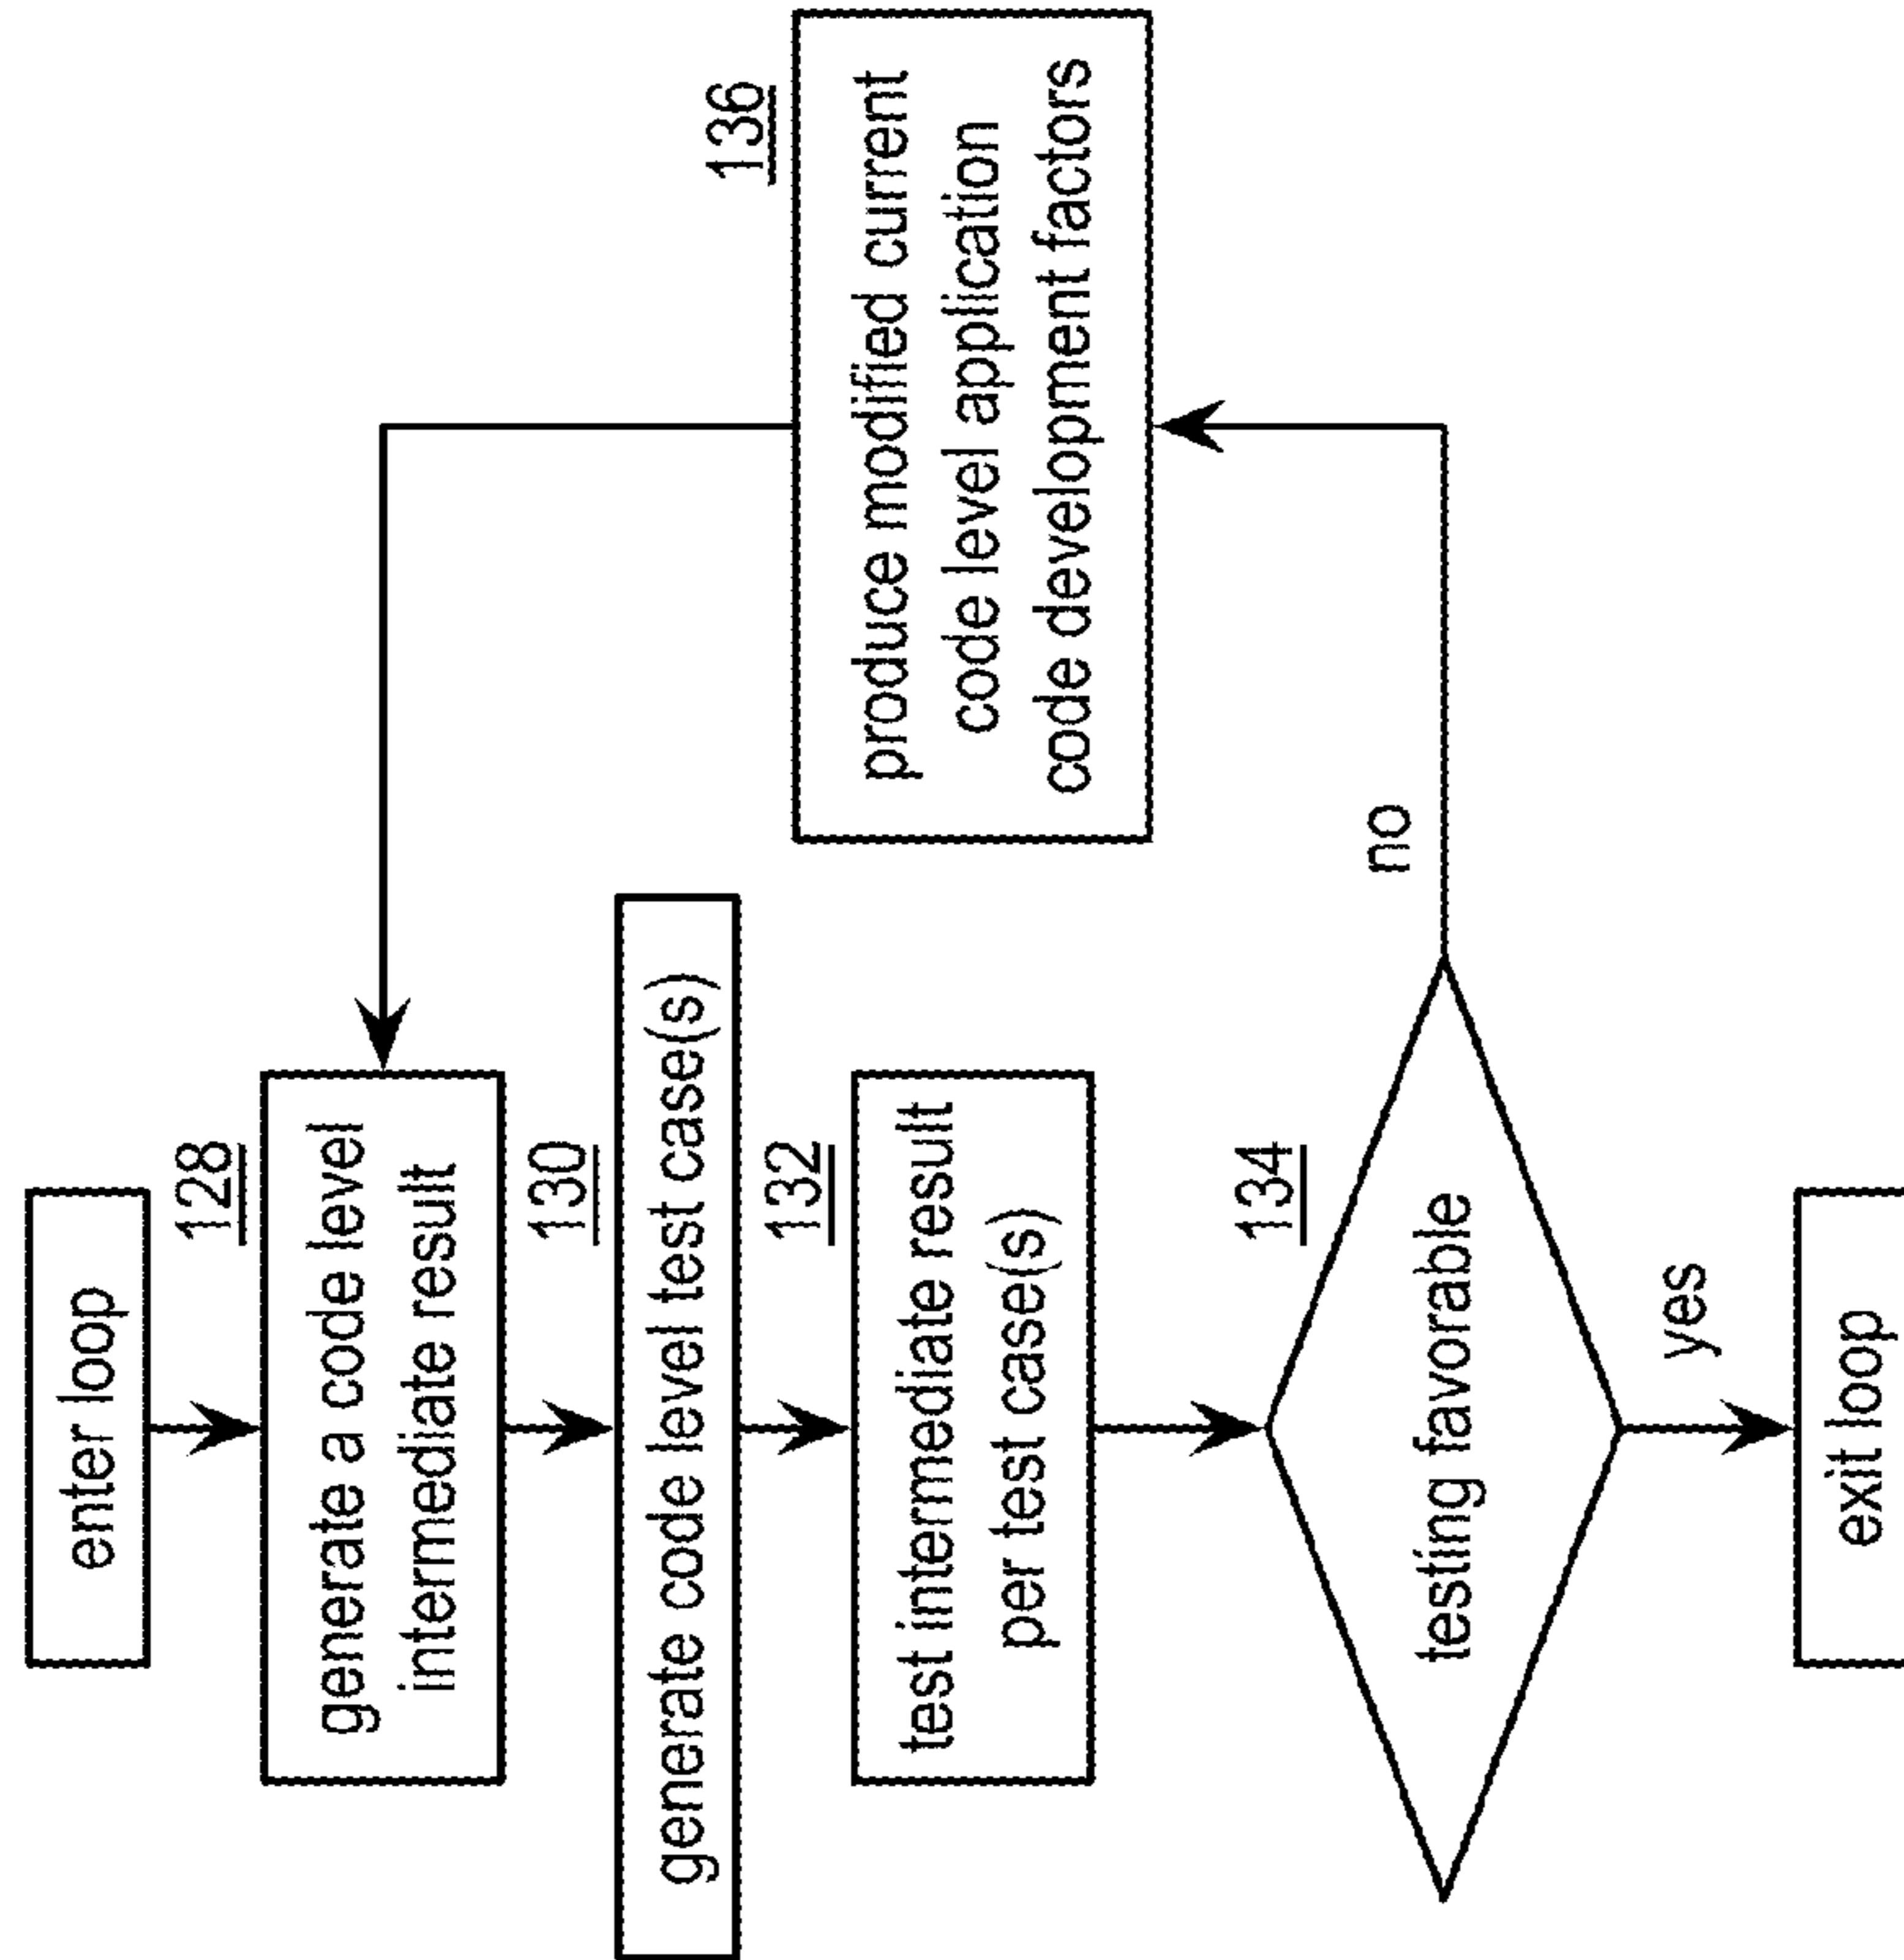 enter loop
128
generate a code level
intermediate result
130
generate code level test case(s)
132
test intermediate result
per test case(s)
134
testing favorable
no
136
produce modified current
code level application
code development factors
yes
exit loop